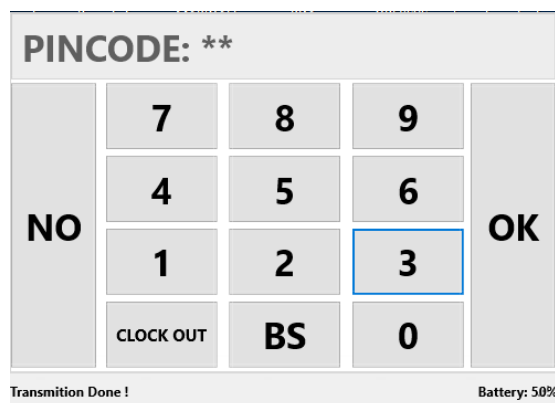 PINCODE: **
7 8 9
4 5 6
NO OK
1 2 3
CLOCK OUT BS 0
Transmition Done ! Battery: 50%